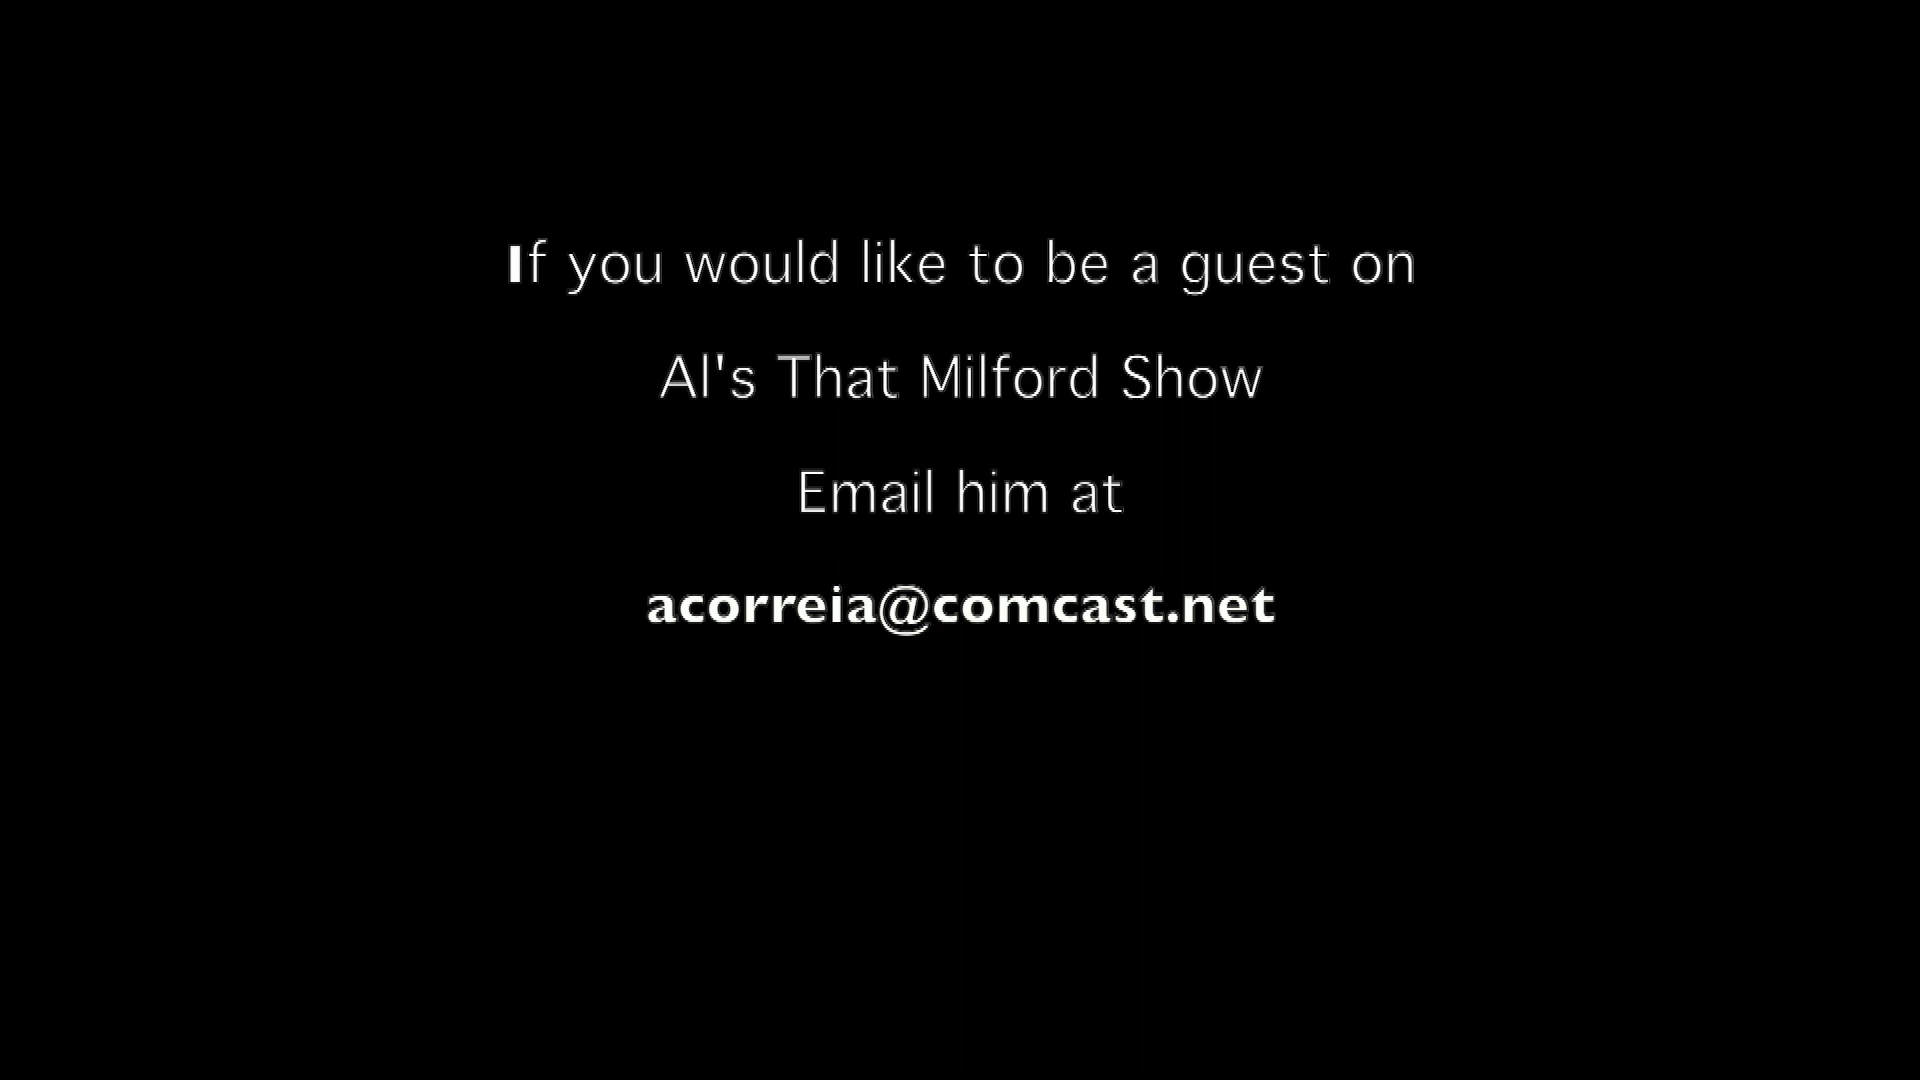 If you would like to be a guest on
Al's That Milford Show
Email him at
acorreia@comcast.net